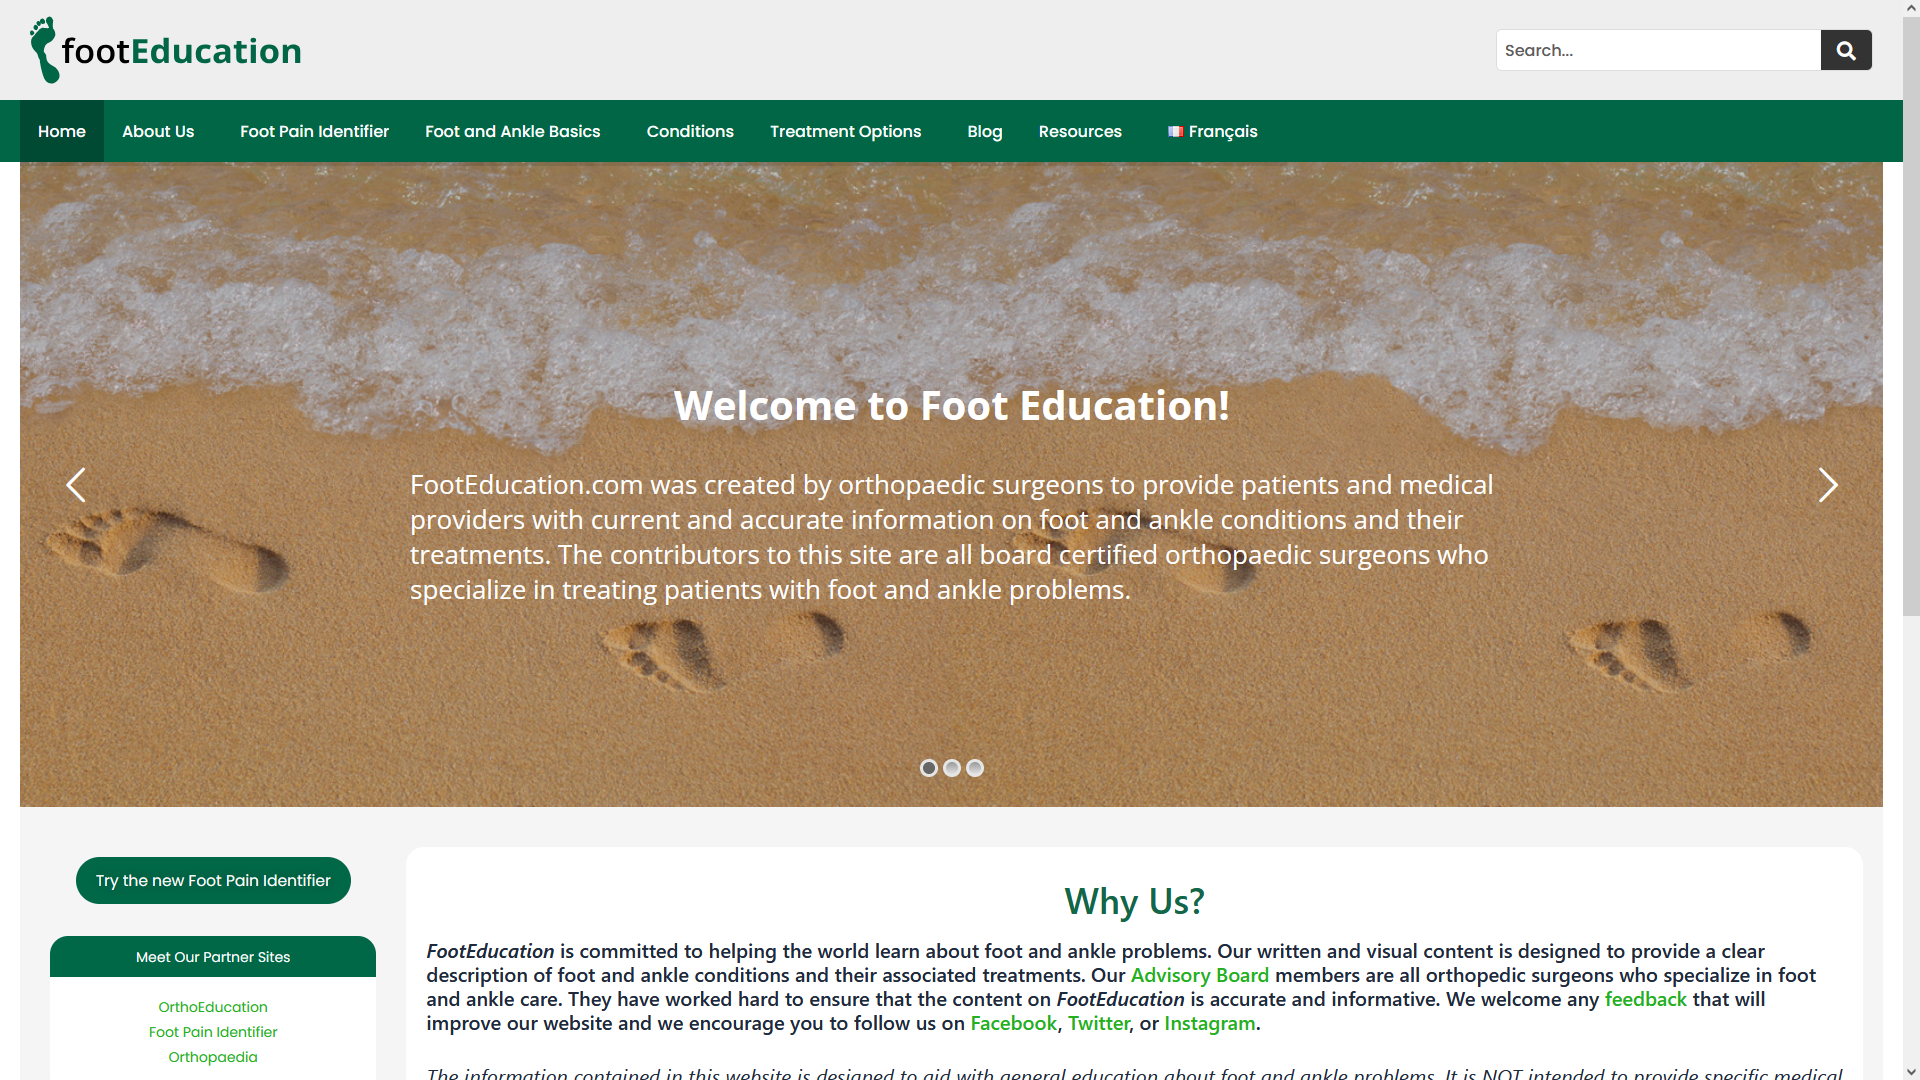 footEducation
Search...
Home
About Us
Foot Pain Identifier
Foot and Ankle Basics
Conditions
Treatment Options
Blog
Resources
Français
Welcome to Foot Education!
FootEducation.com was created by orthopaedic surgeons to provide patients and medical
providers with current and accurate information on foot and ankle conditions and their
treatments. The contributors to this site are all board certified orthopaedic surgeons who
specialize in treating patients with foot and ankle problems.
Try the new Foot Pain Identifier
Meet Our Partner Sites
OrthoEducation
Foot Pain Identifier
Orthopaedia
Why Us?
FootEducation is committed to helping the world learn about foot and ankle problems. Our written and visual content is designed to provide a clear
description of foot and ankle conditions and their associated treatments. Our Advisory Board members are all orthopedic surgeons who specialize in foot
and ankle care. They have worked hard to ensure that the content on FootEducation is accurate and informative. We welcome any feedback that will
improve our website and we encourage you to follow us on Facebook, Twitter, or Instagram.
The information contained in this website is designed to aid with general education about foot and ankle problems. It is NOT intended to provide specific medical